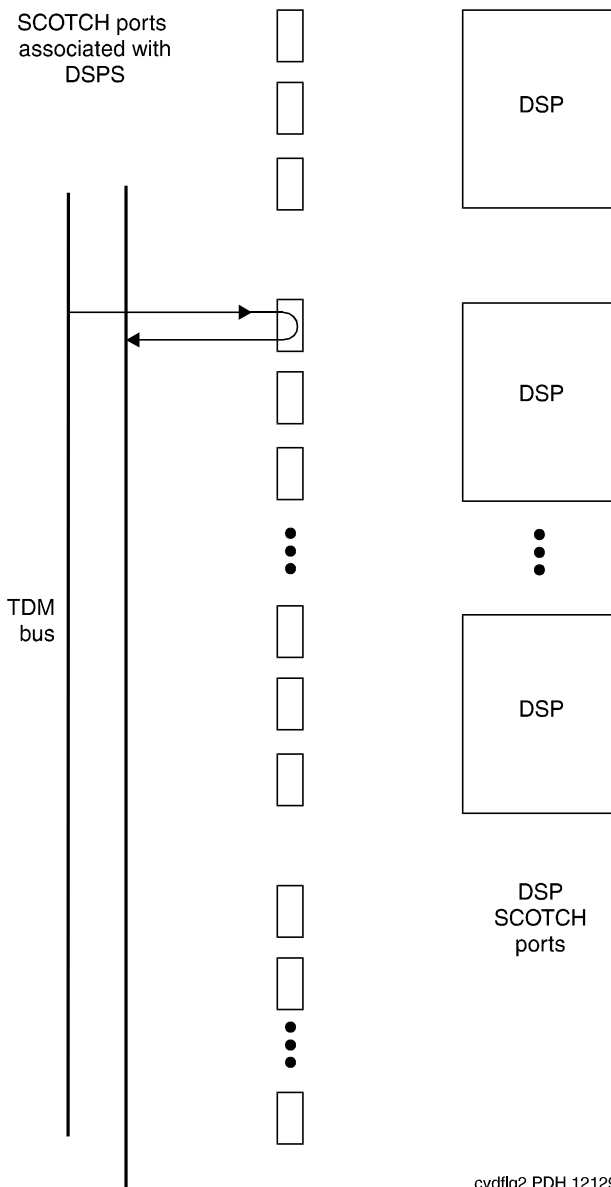 SCOTCH ports
associated with
DSPS
DSP
DSP
TDM
bus
DSP
DSP
SCOTCH
ports